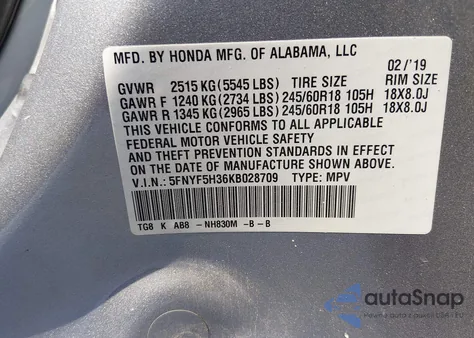 MFD. BY HONDA MFG. OF ALABAMA, LLC
02/'19
GVWR 2515 KG (5545 LBS) TIRE SIZE RIM SIZE
GAWR F 1240 KG (2734 LBS) 245/60R18 105H 18X8.0J
GAWR R 1345 KG (2965 LBS) 245/60R18 105H 18X8.0J
THIS VEHICLE CONFORMS TO ALL APPLICABLE
FEDERAL MOTOR VEHICLE SAFETY STANDARD
AND THEFT PREVENTION STANDARDS IN EFFECT
ON THE DATE OF MANUFACTURE SHOWN ABOVE.
V.I.N.: 5FNYF5H36KB028709 TYPE: MPV
TG8 K AB8 -NH830M -B -B
autoSnap